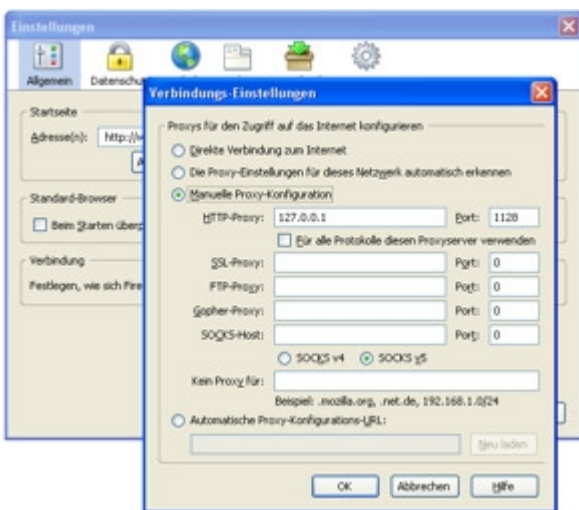 Einstellungen
Allgemein
Startseite
Adresse(n):
Standard-Browser
Beim Starten
Verbindung
Festlegen, wie sich
Verbindungs-Einstellungen
Proxys für den Zugriff auf das Internet konfigurieren
Direkte Verbindung zum Internet
Die Proxy-Einstellungen für dieses Netzwerk automatisch erkennen
Manuelle Proxy-Konfiguration
HTTP-Proxy: 127.0.0.1 Port: 1128
Für alle Protokolle diesen Proxyserver verwenden
SSL-Proxy: Port: 0
FTP-Proxy: Port: 0
Gopher-Proxy: Port: 0
SOCKS-Host: Port: 0
SOCKS v4 SOCKS v5
Kein Proxy für:
Beispiel: .mozilla.org, .net.de, 192.168.1.0/24
Automatische Proxy-Konfigurations-URL:
Neu laden
OK Abbrechen Hilfe